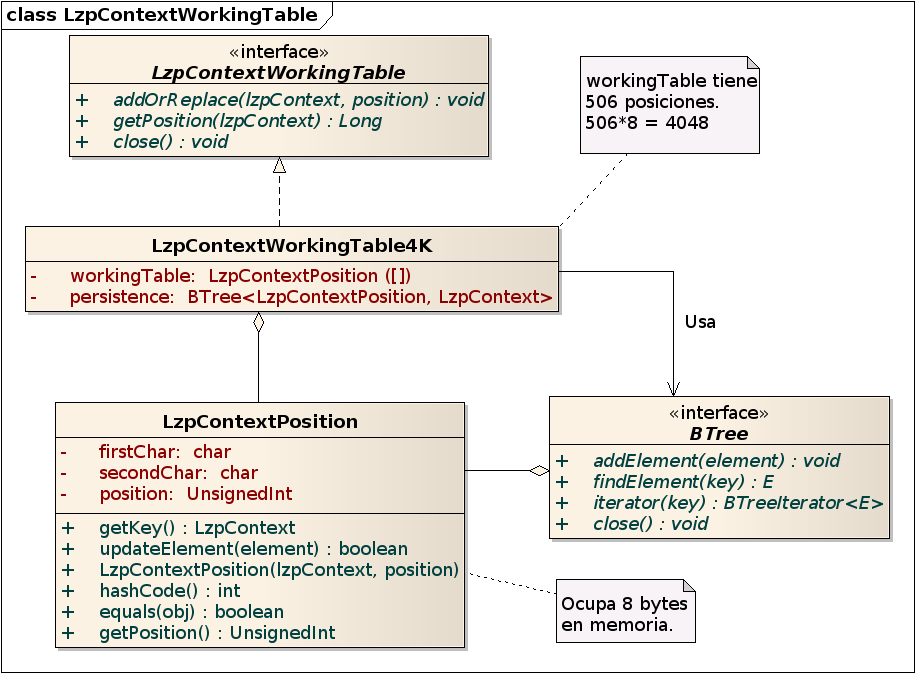 class LzpContextWorkingTable
«interface»
LzpContextWorkingTable
+ addOrReplace(lzpContext, position) : void
+ getPosition(lzpContext) : Long
+ close() : void
workingTable tiene
506 posiciones.
506*8 = 4048
LzpContextWorkingTable4K
- workingTable: LzpContextPosition ([])
- persistence: BTree<LzpContextPosition, LzpContext>
Usa
LzpContextPosition
- firstChar: char
- secondChar: char
- position: UnsignedInt
+ getKey() : LzpContext
+ updateElement(element) : boolean
+ LzpContextPosition(lzpContext, position)
+ hashCode() : int
+ equals(obj) : boolean
+ getPosition() : UnsignedInt
«interface»
BTree
+ addElement(element) : void
+ findElement(key) : E
+ iterator(key) : BTreeIterator<E>
+ close() : void
Ocupa 8 bytes
en memoria.